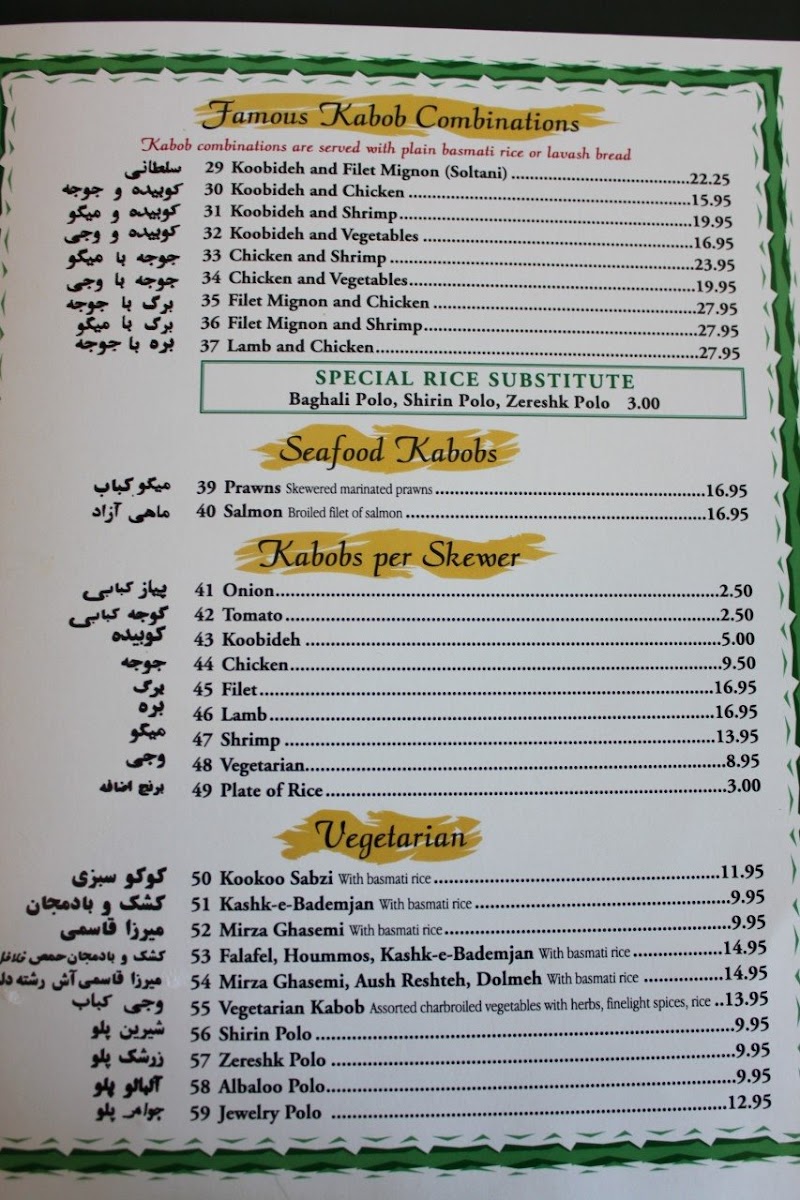 Famous Kabob Combinations
Kabob combinations are served with plain basmati rice or lavash bread
سلطانی 29 Koobideh and Filet Mignon (Soltani) 22.25
کوبیده و جوجه 30 Koobideh and Chicken 15.95
کوبیده و میگو 31 Koobideh and Shrimp 19.95
کوبیده و وجی 32 Koobideh and Vegetables 16.95
جوجه با میگو 33 Chicken and Shrimp 23.95
جوجه با وجی 34 Chicken and Vegetables 19.95
برگ با جوجه 35 Filet Mignon and Chicken 27.95
برگ با میگو 36 Filet Mignon and Shrimp 27.95
بره با جوجه 37 Lamb and Chicken 27.95
SPECIAL RICE SUBSTITUTE
Baghali Polo, Shirin Polo, Zereshk Polo 3.00
Seafood Kabobs
میگو کباب 39 Prawns Skewered marinated prawns 16.95
ماهی آزاد 40 Salmon Broiled filet of salmon 16.95
Kabobs per Skewer
پیاز کبابی 41 Onion 2.50
گوجه کبابی 42 Tomato 2.50
کوبیده 43 Koobideh 5.00
جوجه 44 Chicken 9.50
برگ 45 Filet 16.95
بره 46 Lamb 16.95
میگو 47 Shrimp 13.95
وجی 48 Vegetarian 8.95
برنج اضافه 49 Plate of Rice 3.00
Vegetarian
کوکو سبزی 50 Kookoo Sabzi With basmati rice 11.95
کشک و بادمجان 51 Kashk-e-Bademjan With basmati rice 9.95
میرزا قاسمی 52 Mirza Ghasemi With basmati rice 9.95
کشک و بادمجان حمص فلافل 53 Falafel, Hoummos, Kashk-e-Bademjan With basmati rice 14.95
میرزا قاسمی آش رشته 54 Mirza Ghasemi, Aush Reshteh, Dolmeh With basmati rice 14.95
وجی کباب 55 Vegetarian Kabob Assorted charbroiled vegetables with herbs, finelight spices, rice 13.95
شیرین پلو 56 Shirin Polo 9.95
زرشک پلو 57 Zereshk Polo 9.95
آلبالو پلو 58 Albaloo Polo 9.95
جواهر پلو 59 Jewelry Polo 12.95